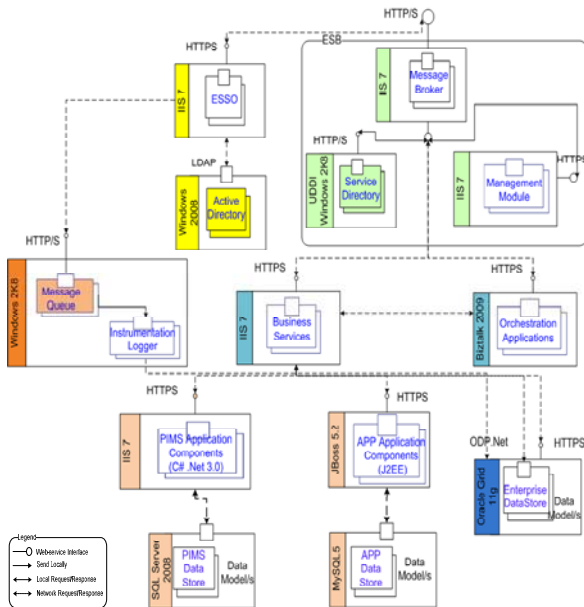 HTTP/S
ESB
HTTPS
IIS 7
ESSO
IIS 7
Message
Broker
LDAP
HTTP/S
HTTPS
Windows
2008
Active
Directory
UDDI
Windows 2K8
Service
Directory
IIS 7
Management
Module
HTTP/S
Windows 2K8
Message
Queue
Instrumentation
Logger
HTTPS
IIS 7
Business
Services
HTTPS
Biztalk 2009
Orchestration
Applications
HTTPS
IIS 7
PIMS Application
Components
(C# .Net 3.0)
HTTPS
JBoss 5.2
APP Application
Components
(J2EE)
ODP.Net
HTTPS
Oracle Grid
11g
Enterprise
DataStore
Data
Model/s
SQL Server
2008
PIMS
Data
Store
Data
Model/s
MySQL 5
APP
Data
Store
Data
Model/s
Legend
Web-service Interface
Send Locally
Local Request/Response
Network Request/Response